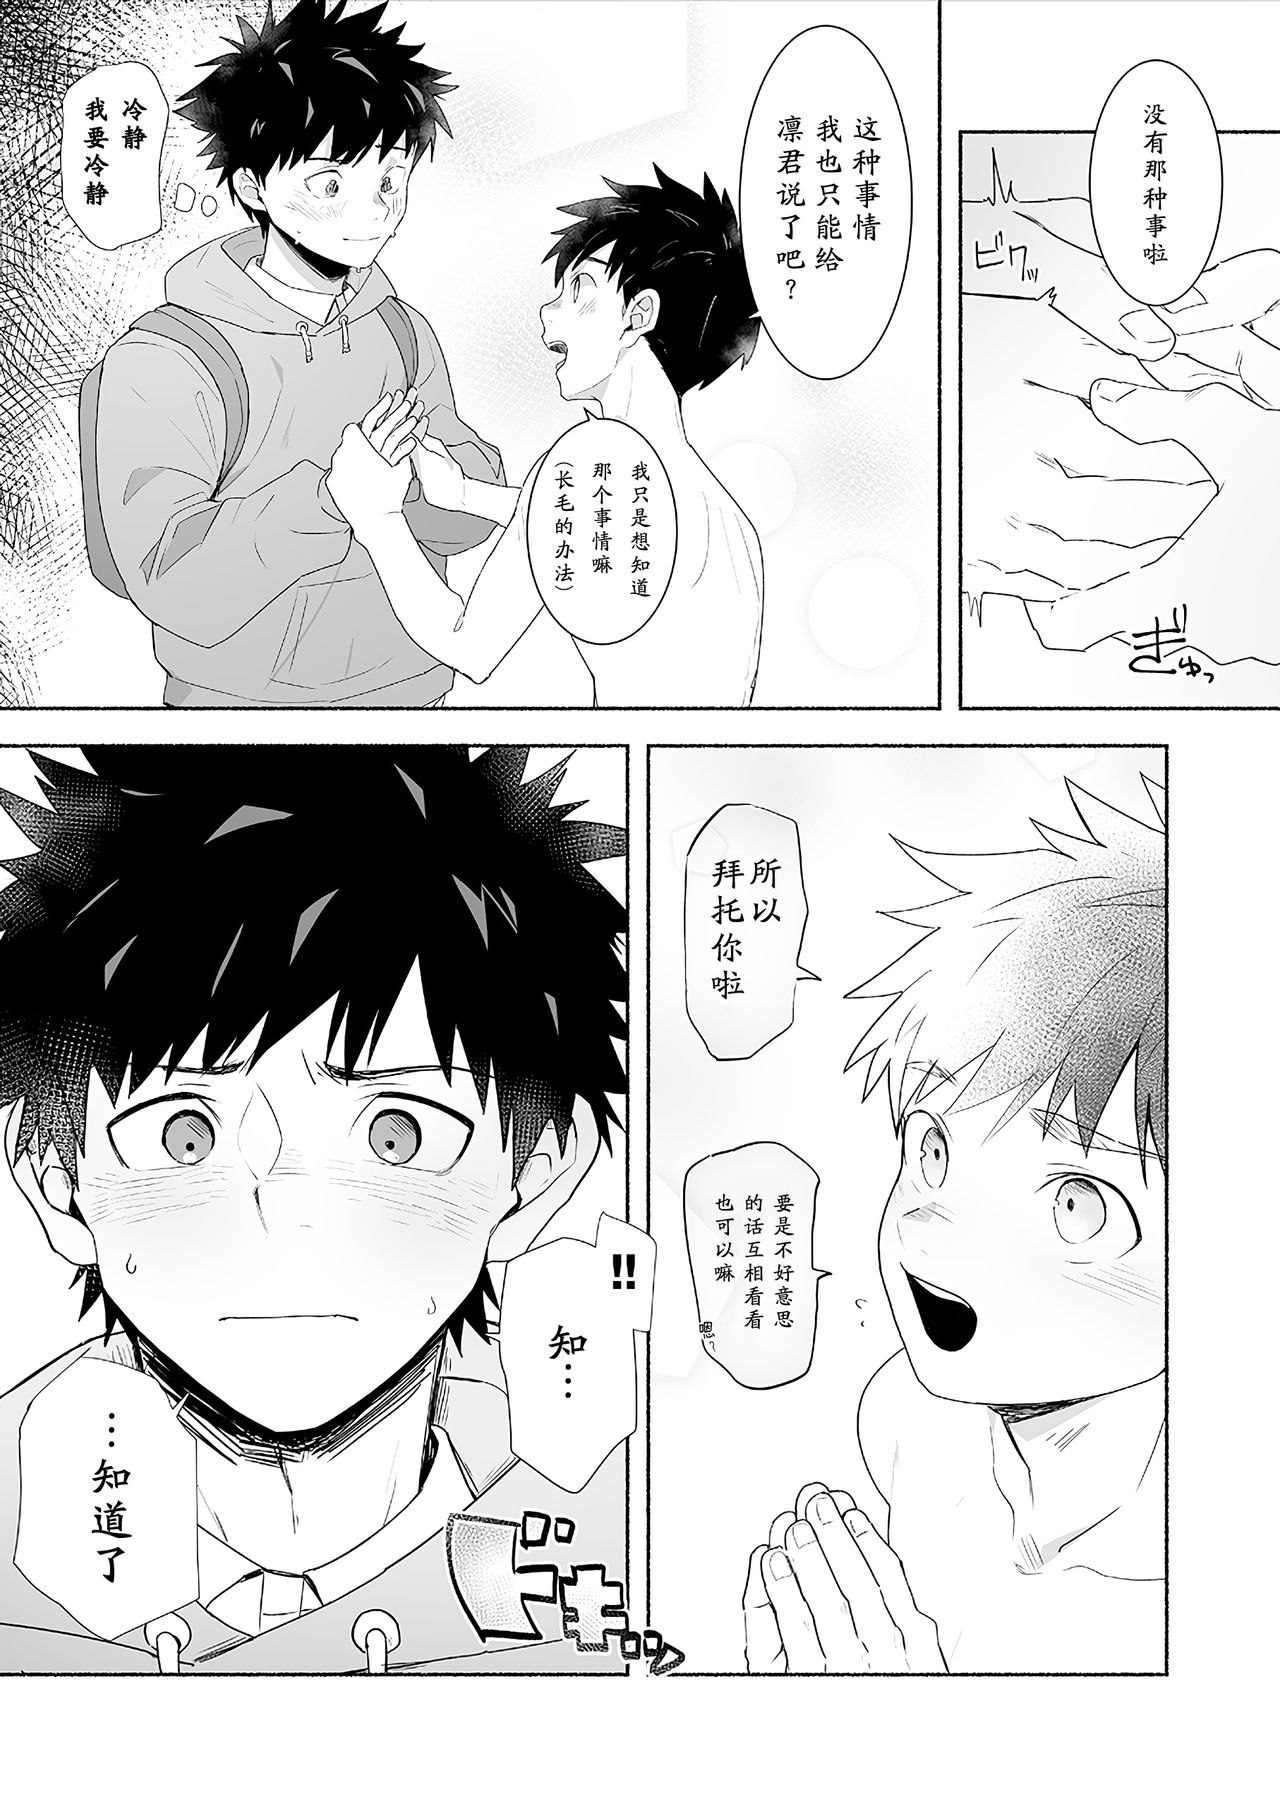 没有那种事啦
ビクッ
ぎゅっ
这种事情
我也只能给
凛君说了吧？
我只是想知道
那个事情嘛
(长毛的办法)
冷静
我要冷静
所以
拜托你啦
要是不好意思
的话互相看看
也可以嘛
嗯？
!!
知…
…知道了
ドキ